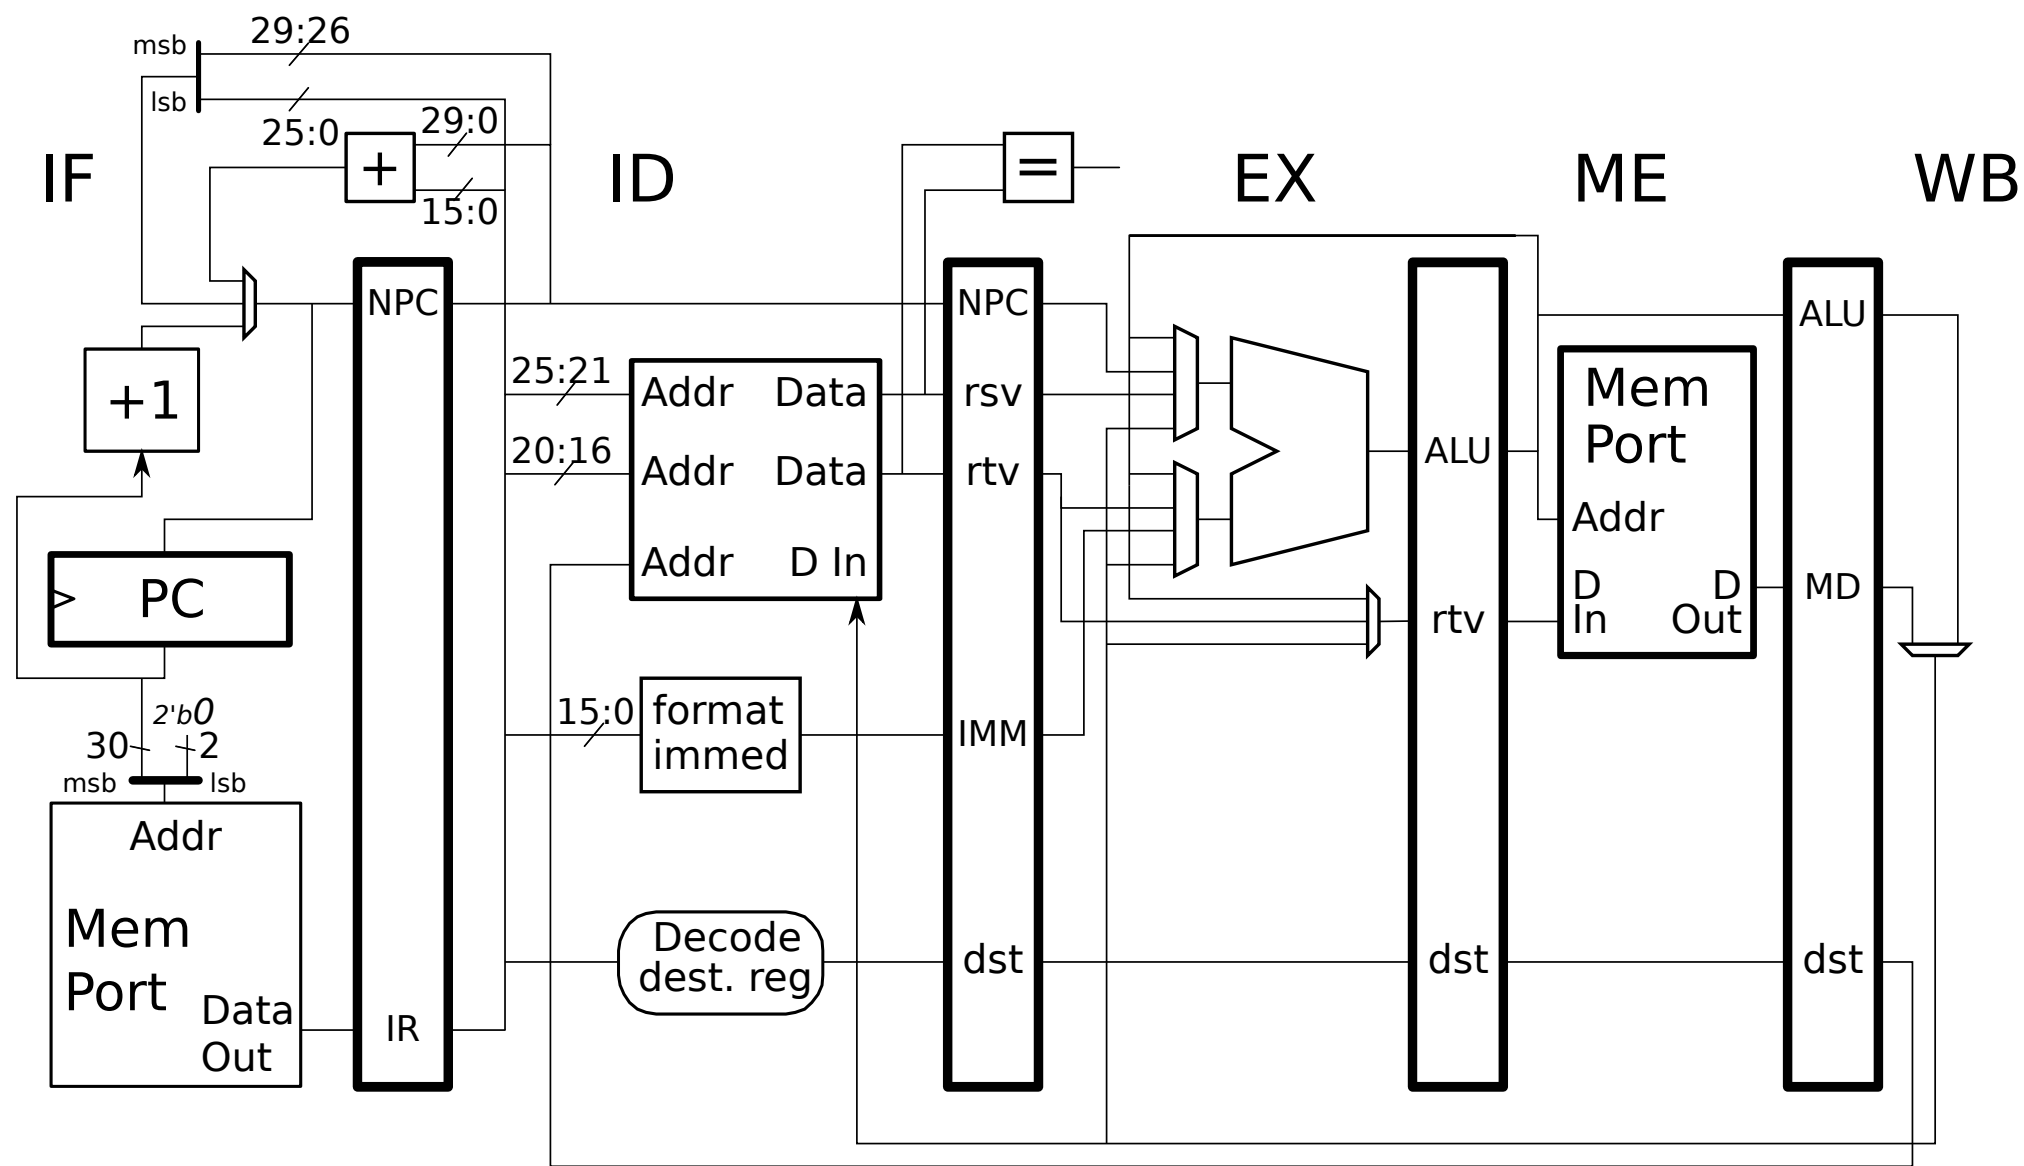 29:26
msb
lsb
25:0
29:0
+
15:0
=
IF
ID
EX
ME
WB
NPC
NPC
ALU
+1
25:21
Addr
Data
rsv
20:16
Addr
Data
rtv
ALU
Mem
Port
Addr
Addr
D In
D
In
D
Out
MD
PC
rtv
2'b0
30
2
msb
lsb
15:0
format
immed
IMM
Addr
Mem
Port
Data
Out
IR
Decode
dest. reg
dst
dst
dst